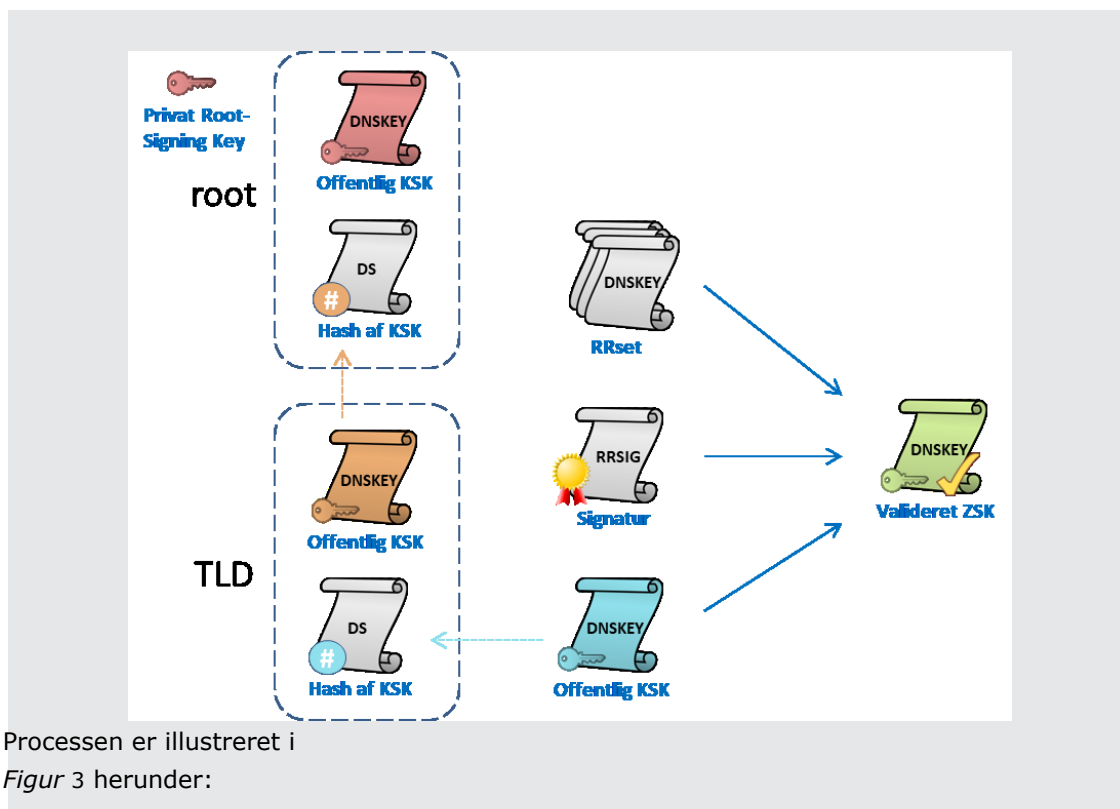 Privat Root-
Signing Key
root
DNSKEY
Offentlig KSK
DS
#
Hash af KSK
DNSKEY
RRset
TLD
DNSKEY
Offentlig KSK
DS
#
Hash af KSK
RRSIG
Signatur
DNSKEY
Offentlig KSK
DNSKEY
Valideret ZSK
Processen er illustreret i
Figur 3 herunder: